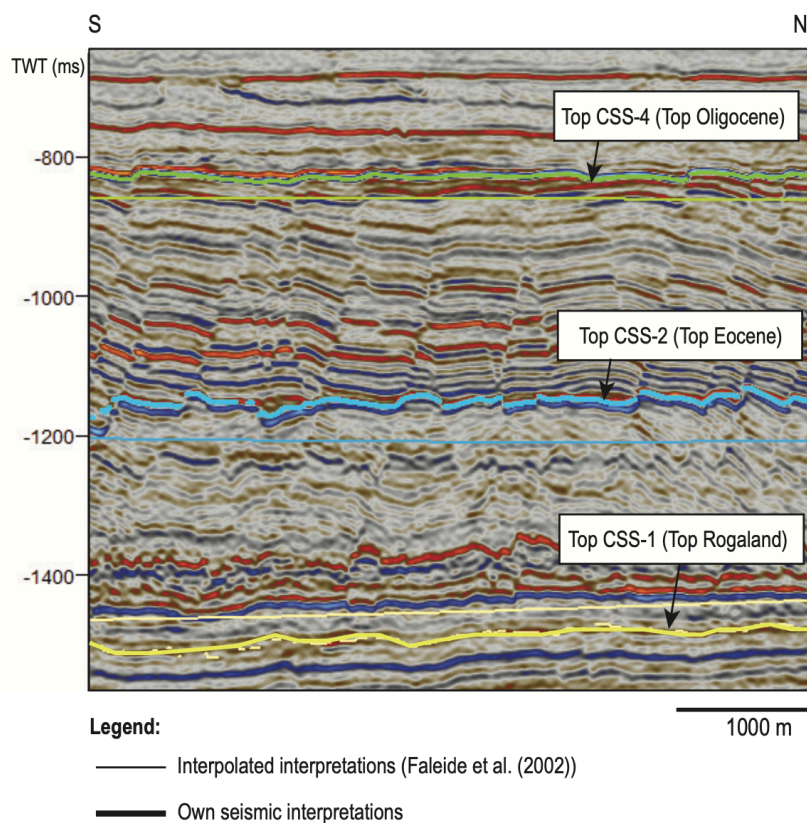 S N
TWT (ms)
Top CSS-4 (Top Oligocene)
-800
-1000
Top CSS-2 (Top Eocene)
-1200
Top CSS-1 (Top Rogaland)
-1400
Legend:
1000 m
Interpolated interpretations (Faleide et al. (2002))
Own seismic interpretations